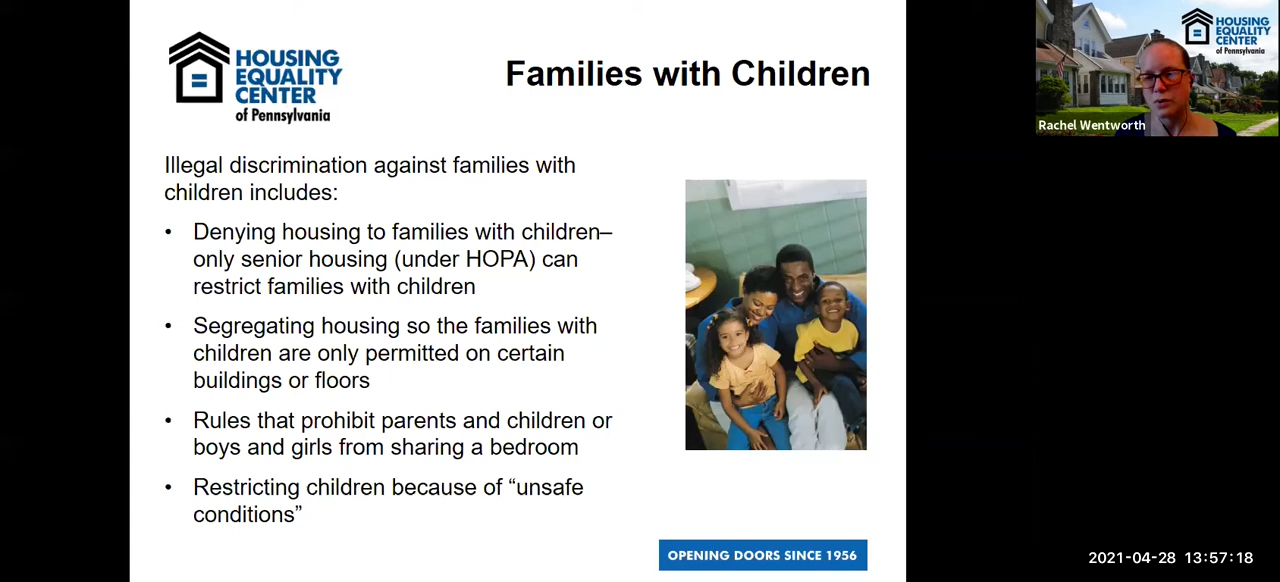 HOUSING
EQUALITY
CENTER
of Pennsylvania
Families with Children
Illegal discrimination against families with
children includes:
• Denying housing to families with children–
only senior housing (under HOPA) can
restrict families with children
• Segregating housing so the families with
children are only permitted on certain
buildings or floors
• Rules that prohibit parents and children or
boys and girls from sharing a bedroom
• Restricting children because of “unsafe
conditions”
OPENING DOORS SINCE 1956
HOUSING
EQUALITY
CENTER
of Pennsylvania
Rachel Wentworth
2021-04-28 13:57:18